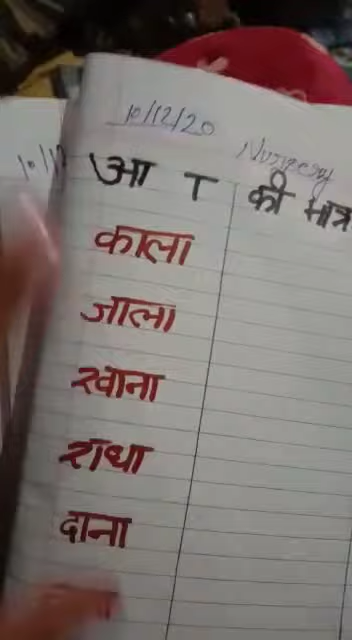 10/12/20
Nursery
आ ा की मात्र
काला
जाला
खाना
राधा
दाना